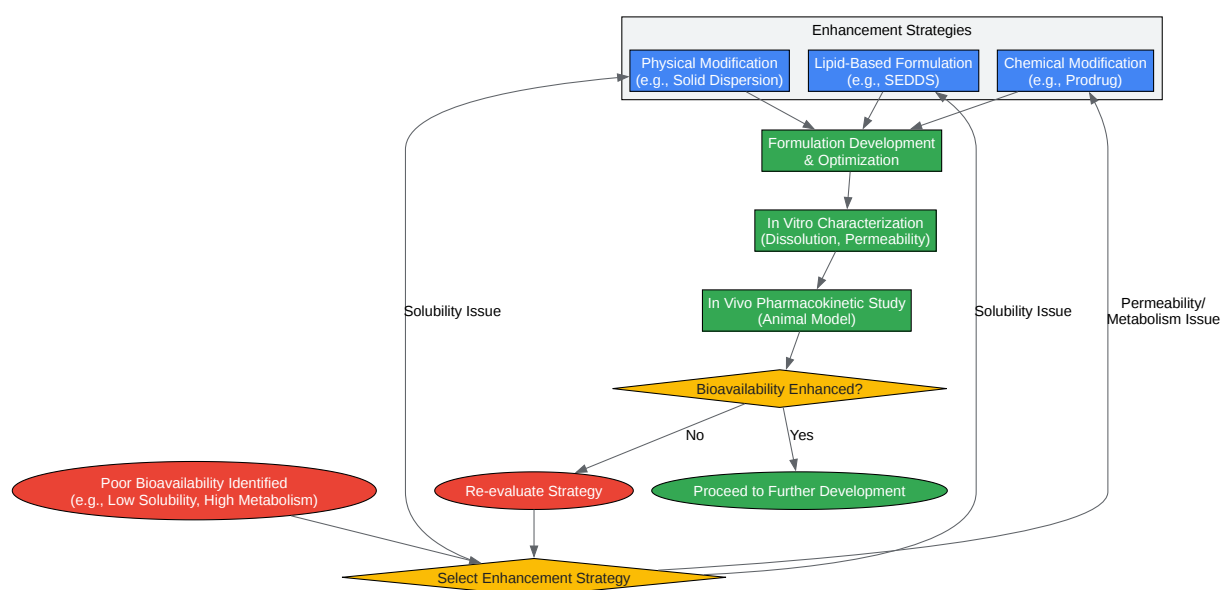 Enhancement Strategies
Physical Modification
(e.g., Solid Dispersion)
Lipid-Based Formulation
(e.g., SEDDS)
Chemical Modification
(e.g., Prodrug)
Formulation Development
& Optimization
In Vitro Characterization
(Dissolution, Permeability)
In Vivo Pharmacokinetic Study
(Animal Model)
Solubility Issue
Solubility Issue
Permeability/
Metabolism Issue
Bioavailability Enhanced?
No
Yes
Poor Bioavailability Identified
(e.g., Low Solubility, High Metabolism)
Re-evaluate Strategy
Proceed to Further Development
Select Enhancement Strategy